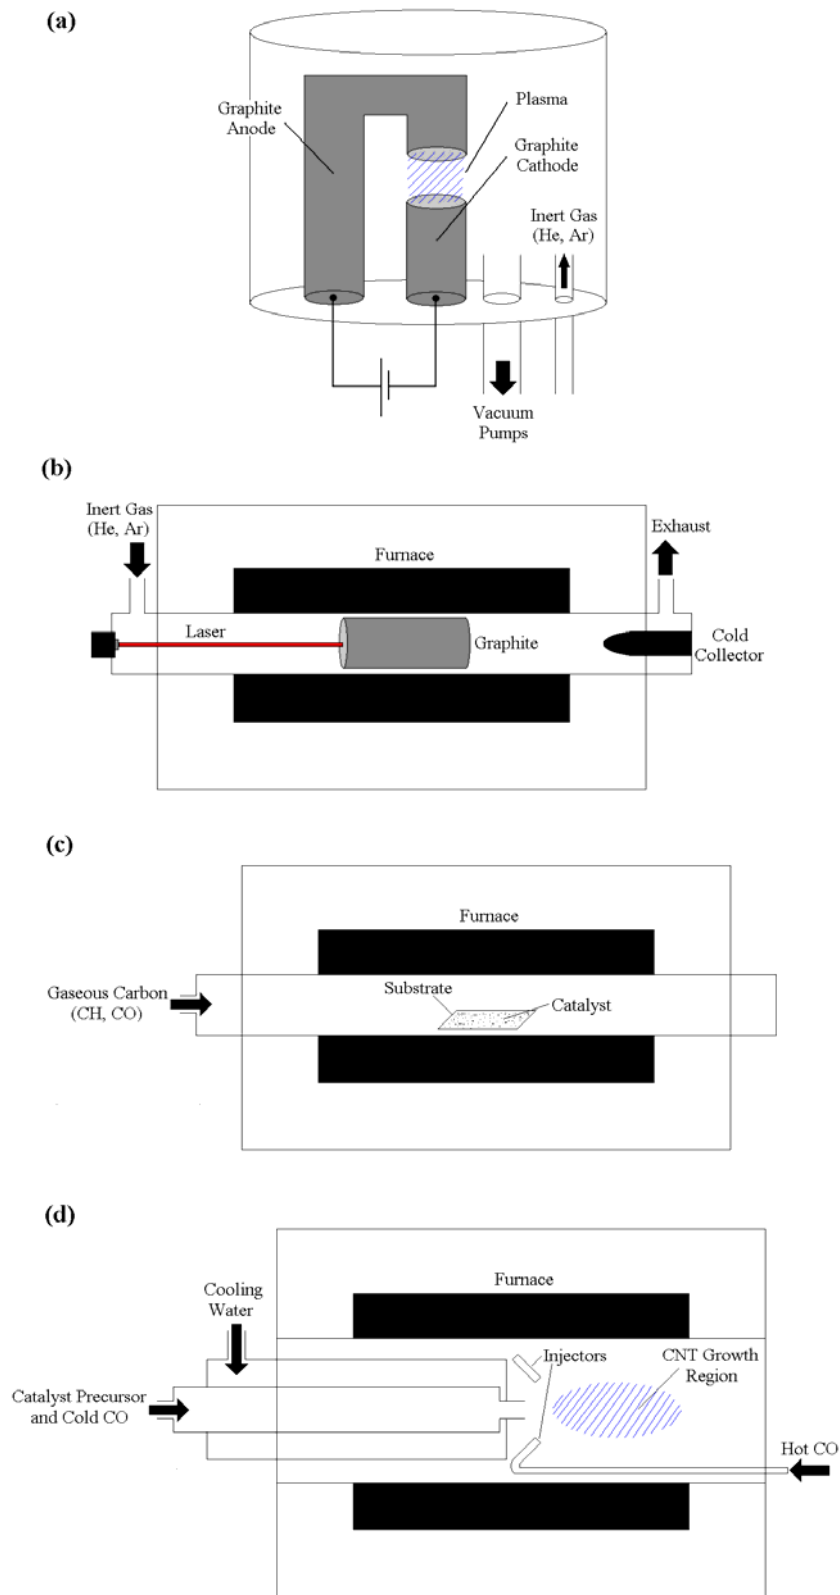 (a)
Graphite
Anode
Plasma
Graphite
Cathode
Inert Gas
(He, Ar)
Vacuum
Pumps
(b)
Inert Gas
(He, Ar)
Furnace
Exhaust
Laser
Graphite
Cold
Collector
(c)
Furnace
Gaseous Carbon
(CH, CO)
Substrate
Catalyst
(d)
Furnace
Cooling
Water
Injectors
CNT Growth
Region
Catalyst Precursor
and Cold CO
Hot CO